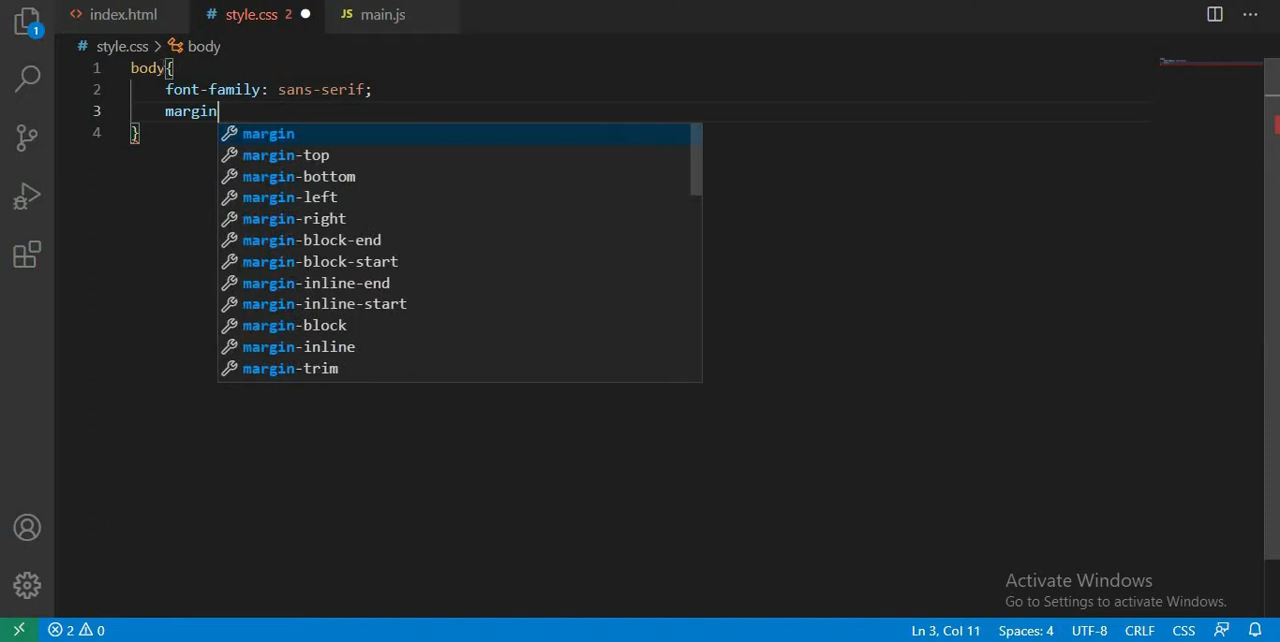 index.html
# style.css 2
JS main.js
1
# style.css > body
1 body{
2 font-family: sans-serif;
3 margin
4 }
margin
margin-top
margin-bottom
margin-left
margin-right
margin-block-end
margin-block-start
margin-inline-end
margin-inline-start
margin-block
margin-inline
margin-trim
Activate Windows
Go to Settings to activate Windows.
2 0
Ln 3, Col 11 Spaces: 4 UTF-8 CRLF CSS